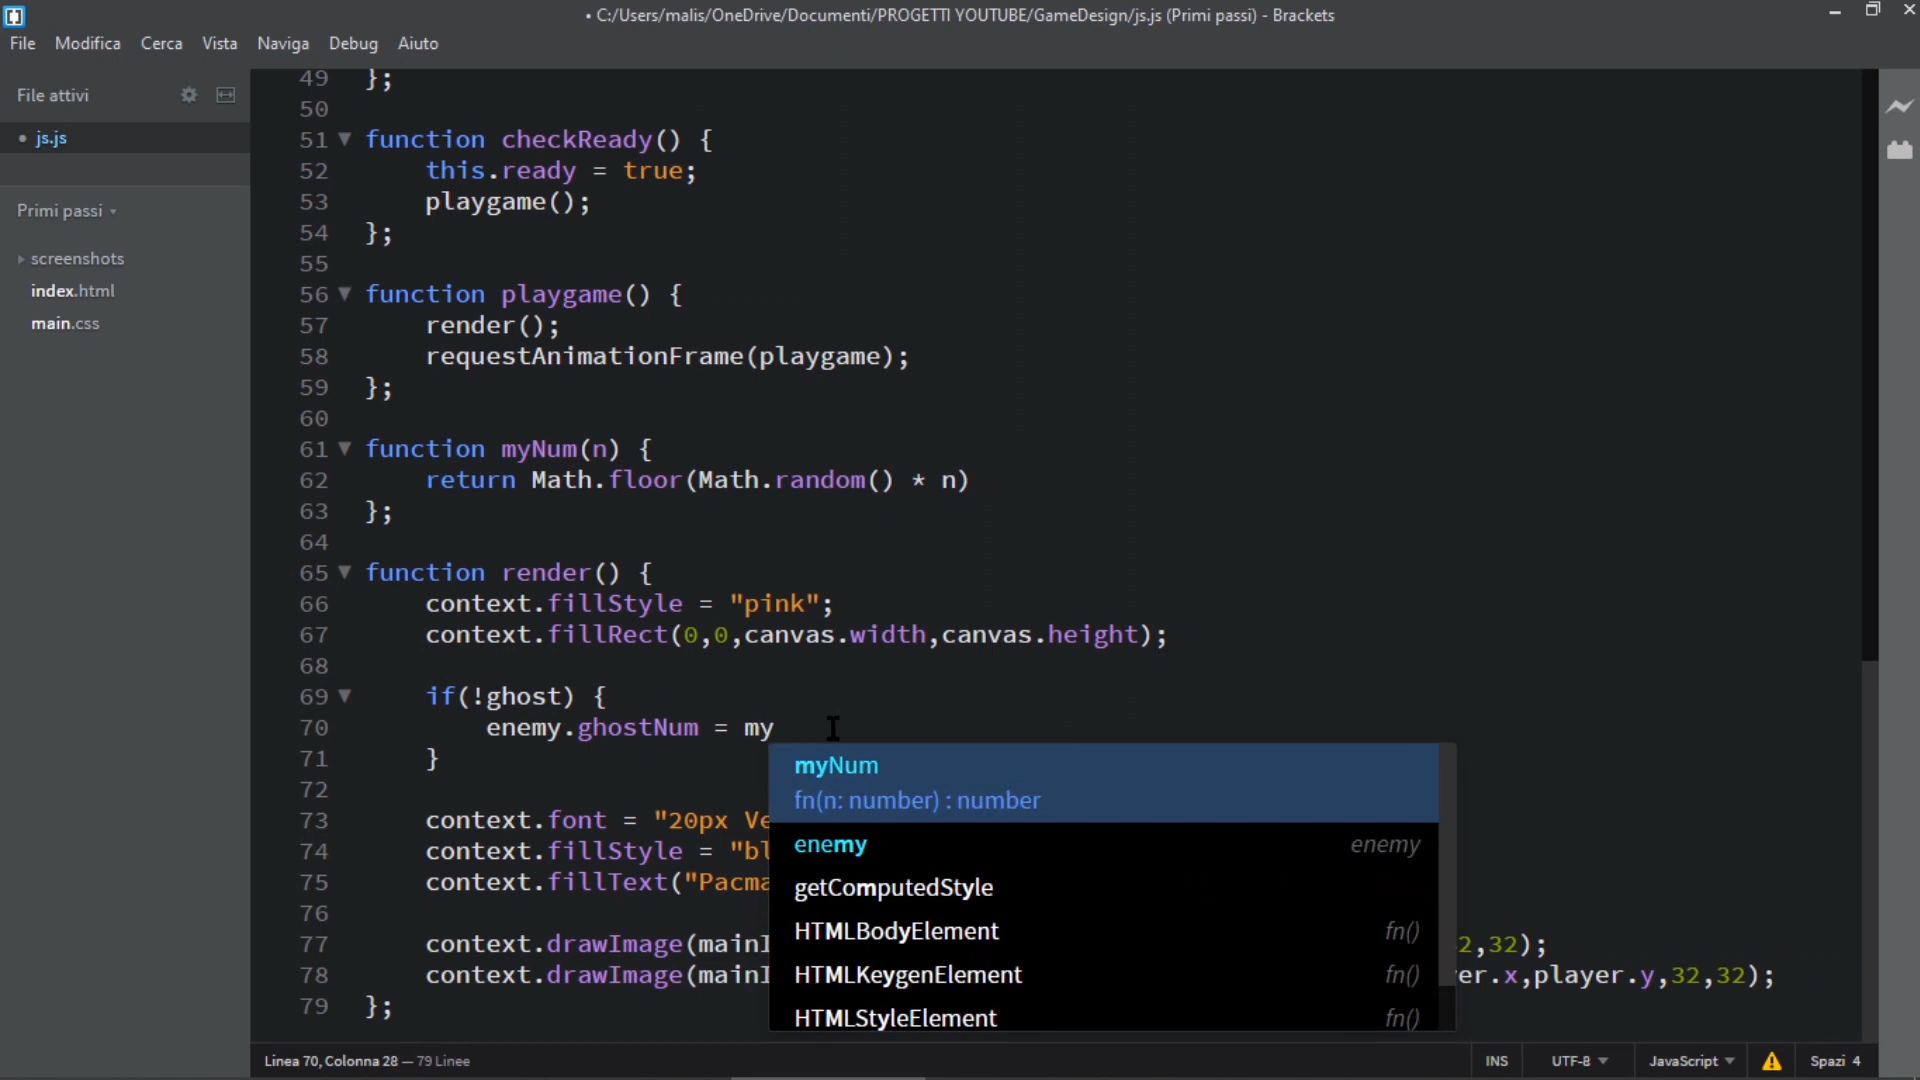 • C:/Users/malis/OneDrive/Documenti/PROGETTI YOUTUBE/GameDesign/js.js (Primi passi) - Brackets
File Modifica Cerca Vista Naviga Debug Aiuto
File attivi
• js.js
Primi passi
screenshots
index.html
main.css
49 };
50
51 function checkReady() {
52 this.ready = true;
53 playgame();
54 };
55
56 function playgame() {
57 render();
58 requestAnimationFrame(playgame);
59 };
60
61 function myNum(n) {
62 return Math.floor(Math.random() * n)
63 };
64
65 function render() {
66 context.fillStyle = "pink";
67 context.fillRect(0,0,canvas.width,canvas.height);
68
69 if(!ghost) {
70 enemy.ghostNum = my
71 }
72
73 context.font = "20px Ve
74 context.fillStyle = "bl
75 context.fillText("Pacma
76
77 context.drawImage(mainI 2,32);
78 context.drawImage(mainI er.x,player.y,32,32);
79 };
myNum
fn(n: number) : number
enemy enemy
getComputedStyle
HTMLBodyElement fn()
HTMLKeygenElement fn()
HTMLStyleElement fn()
Linea 70, Colonna 28 — 79 Linee INS UTF-8 JavaScript Spazi 4